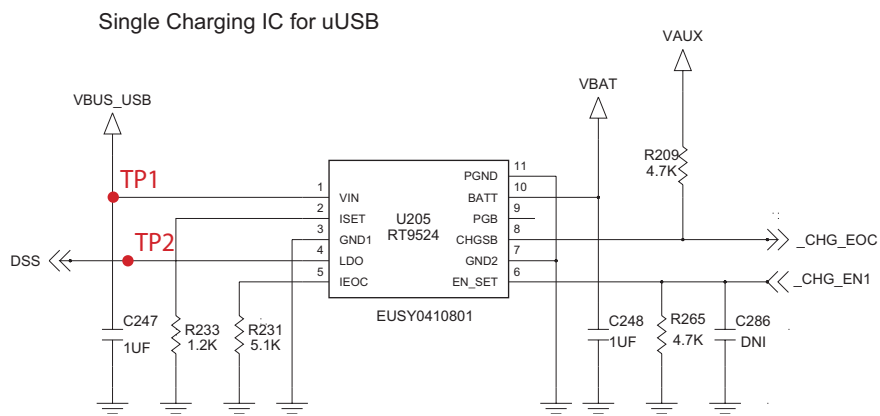 Single Charging IC for uUSB
VAUX
VBUS_USB
VBAT
R209
4.7K
TP1
TP2
DSS
1
2
3
4
5
VIN
ISET
GND1
LDO
IEOC
U205
RT9524
PGND
BATT
PGB
CHGSB
GND2
EN_SET
11
10
9
8
7
6
EUSY0410801
_CHG_EOC
_CHG_EN1
C247
1UF
R233
1.2K
R231
5.1K
C248
1UF
R265
4.7K
C286
DNI